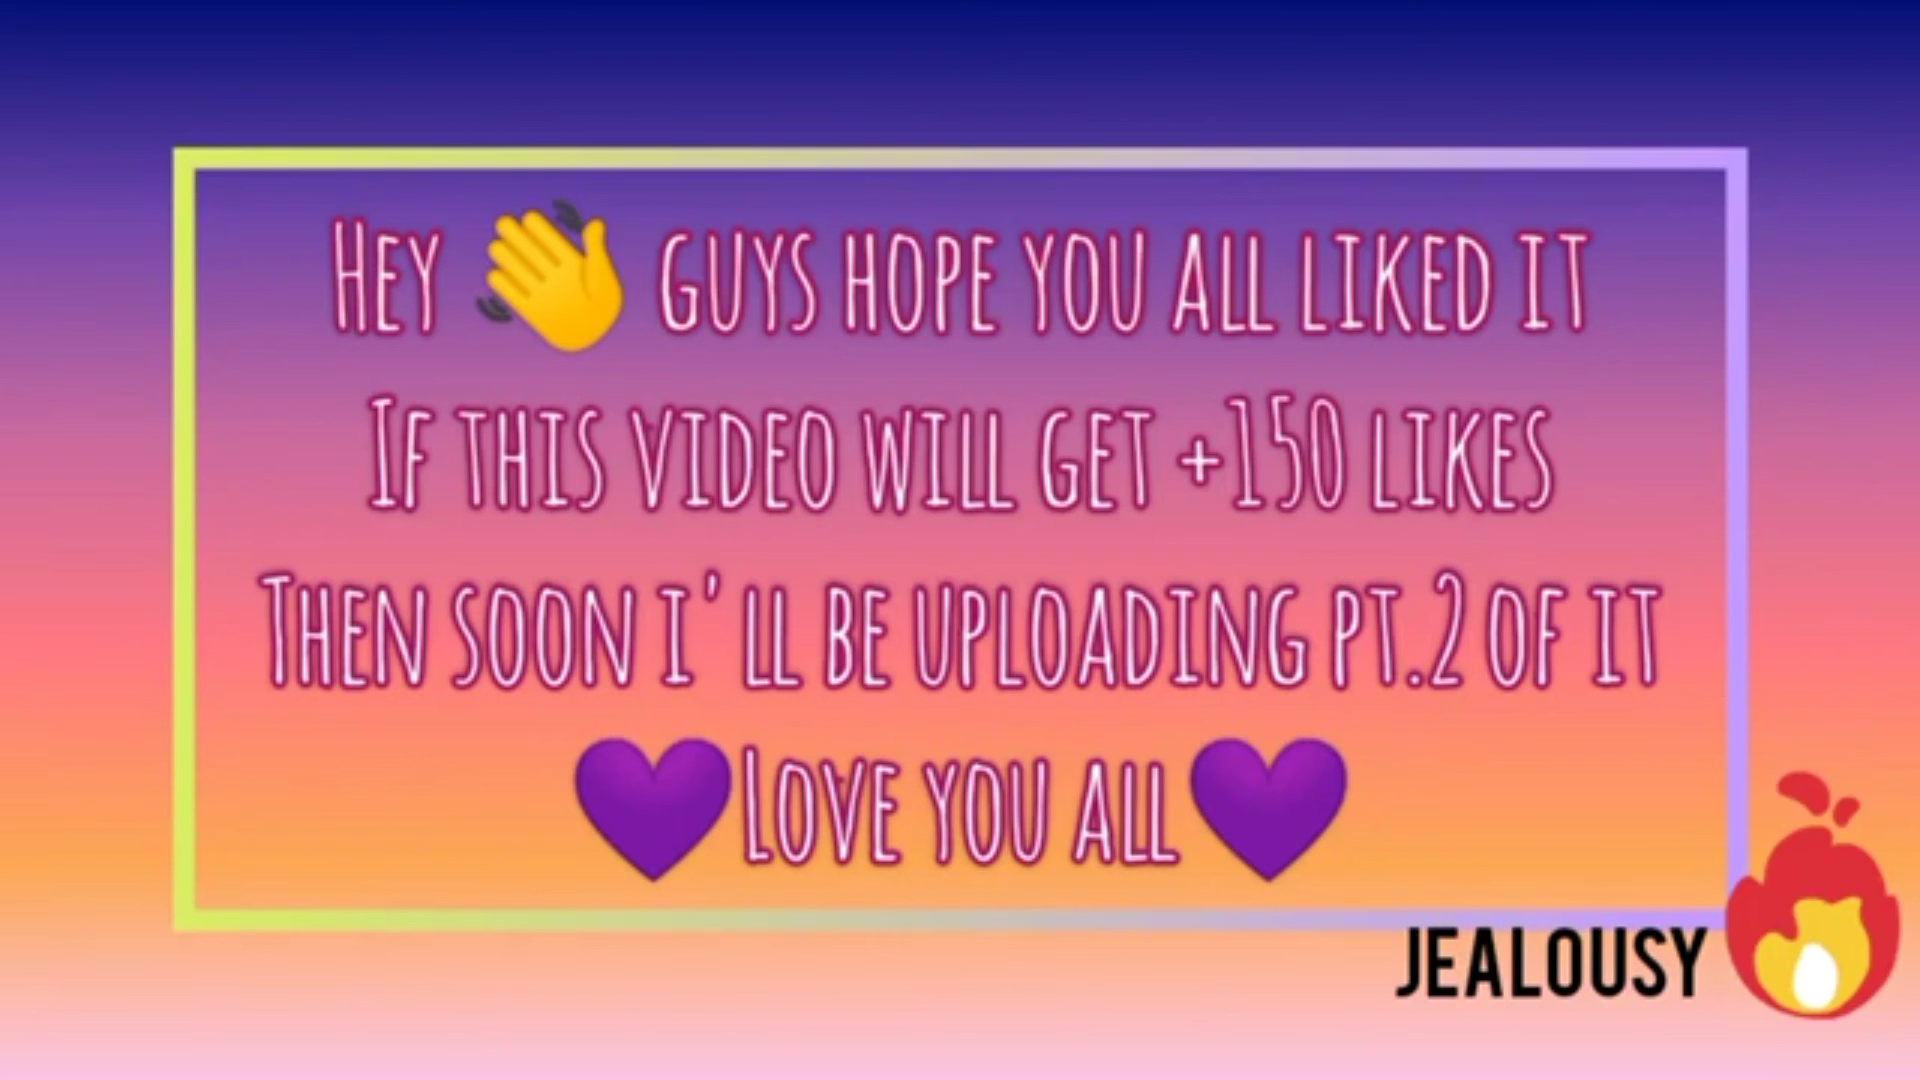 Hey 👋 guys hope you all liked it
If this video will get +150 likes
Then soon i'll be uploading pt.2 of it
💜Love you all💜
JEALOUSY